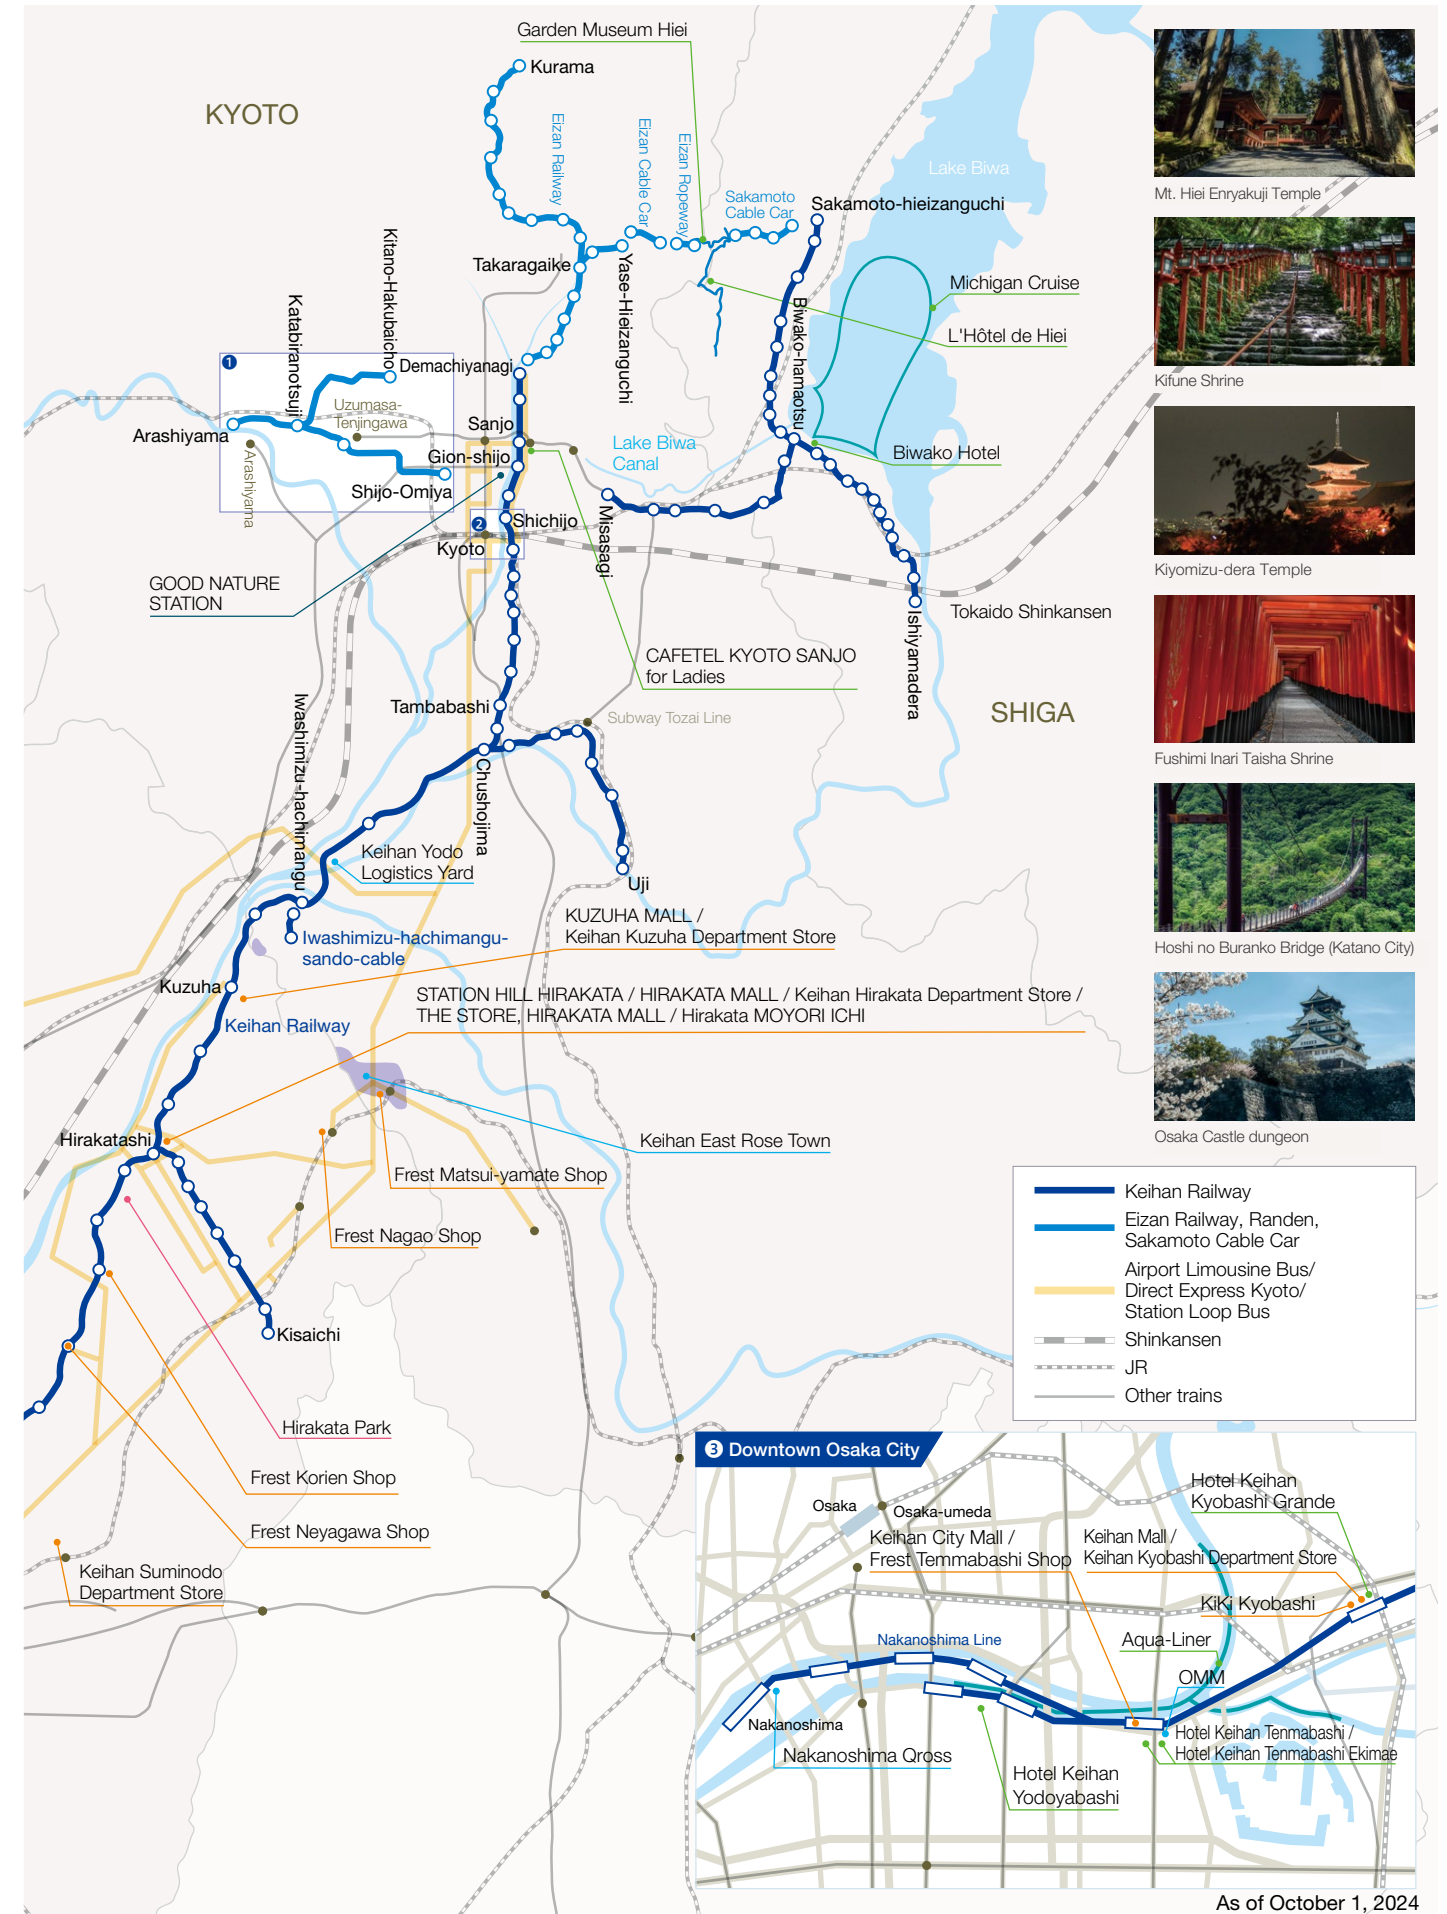 Garden Museum Hiei
Kurama
KYOTO
Eizan Railway
Eizan Cable Car
Eizan Ropeway
Sakamoto
Cable Car
Lake Biwa
Sakamoto-hieizanguchi
Mt. Hiei Enryakuji Temple
Kitano-Hakubaicho
Takaragaike
Yase-Hieizanguchi
Katabiranotsuji
Biwako-hamaotsu
Michigan Cruise
L'Hôtel de Hiei
1
Demachiyanagi
Kifune Shrine
Uzumasa-
Tenjingawa
Sanjo
Arashiyama
Gion-shijo
Lake Biwa
Canal
Biwako Hotel
Arashiyama
Shijo-Omiya
2
Shichijo
Misasagi
Kyoto
Kiyomizu-dera Temple
GOOD NATURE
STATION
Tokaido Shinkansen
Ishiyamadera
CAFETEL KYOTO SANJO
for Ladies
Iwashimizu-hachimangu
Tambabashi
Subway Tozai Line
SHIGA
Fushimi Inari Taisha Shrine
Chushojima
Keihan Yodo
Logistics Yard
Uji
KUZUHA MALL /
Keihan Kuzuha Department Store
Iwashimizu-hachimangu-
sando-cable
Hoshi no Buranko Bridge (Katano City)
Kuzuha
STATION HILL HIRAKATA / HIRAKATA MALL / Keihan Hirakata Department Store /
THE STORE, HIRAKATA MALL / Hirakata MOYORI ICHI
Keihan Railway
Hirakatashi
Keihan East Rose Town
Osaka Castle dungeon
Frest Matsui-yamate Shop
Frest Nagao Shop
Keihan Railway
Eizan Railway, Randen,
Sakamoto Cable Car
Airport Limousine Bus/
Direct Express Kyoto/
Station Loop Bus
Shinkansen
JR
Other trains
Kisaichi
Hirakata Park
Frest Korien Shop
Frest Neyagawa Shop
Keihan Suminodo
Department Store
3 Downtown Osaka City
Hotel Keihan
Kyobashi Grande
Osaka
Osaka-umeda
Keihan City Mall /
Frest Temmabashi Shop
Keihan Mall /
Keihan Kyobashi Department Store
KiKi Kyobashi
Nakanoshima Line
Aqua-Liner
OMM
Nakanoshima
Hotel Keihan Tenmabashi /
Hotel Keihan Tenmabashi Ekimae
Nakanoshima Qross
Hotel Keihan
Yodoyabashi
As of October 1, 2024